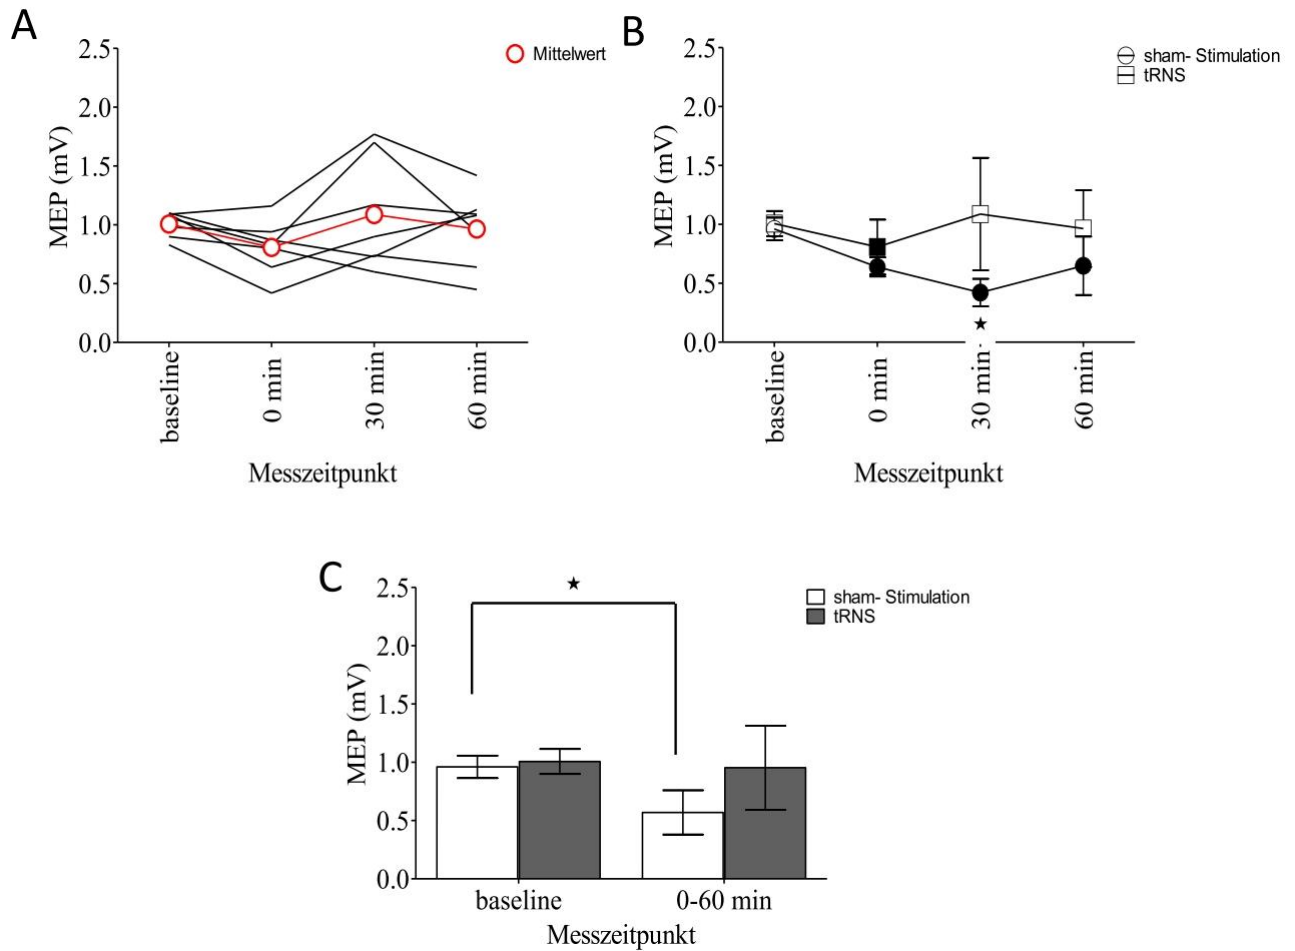 A
2.5
2.0
1.5
1.0
0.5
0.0
MEP (mV)
Mittelwert
baseline
0 min
30 min
60 min
Messzeitpunkt
B
2.5
2.0
1.5
1.0
0.5
0.0
MEP (mV)
sham- Stimulation
tRNS
★
baseline
0 min
30 min
60 min
Messzeitpunkt
C
2.5
2.0
1.5
1.0
0.5
0.0
MEP (mV)
★
sham- Stimulation
tRNS
baseline
0-60 min
Messzeitpunkt